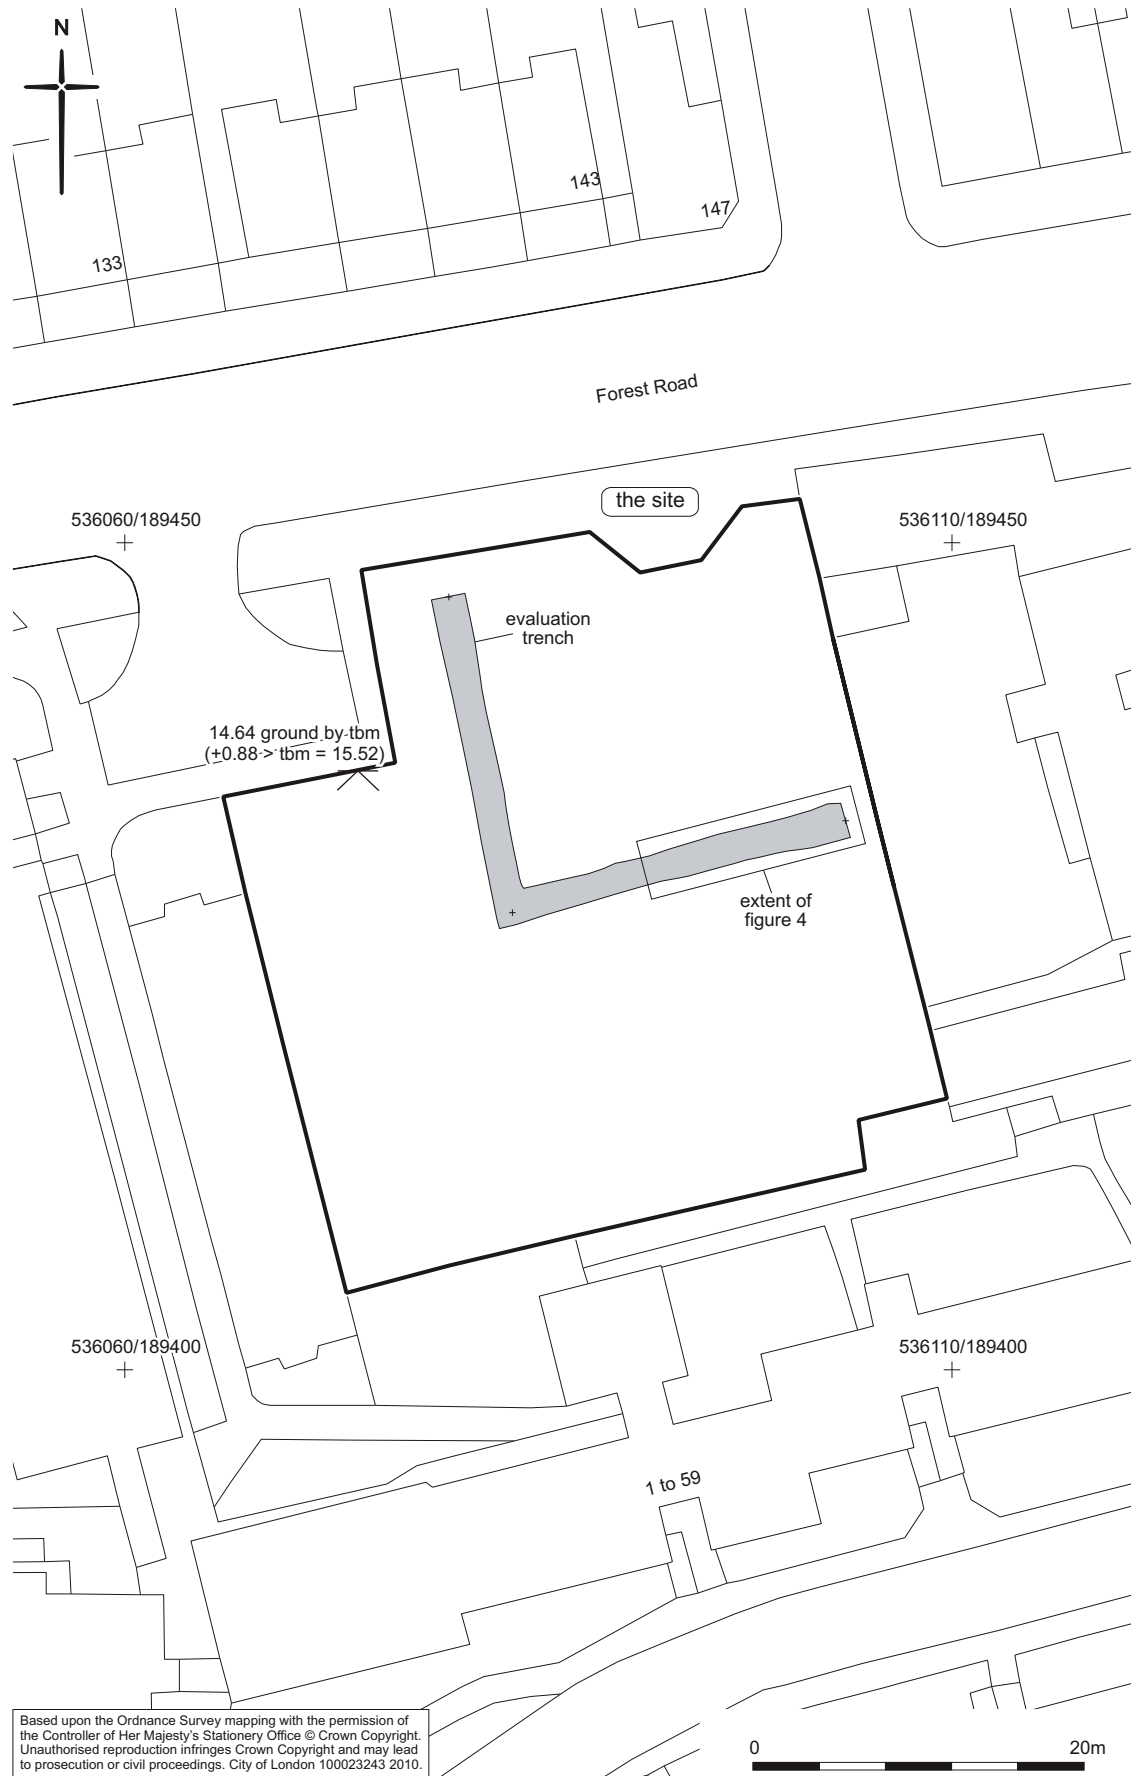 N
143
147
133
Forest Road
the site
536060/189450
536110/189450
evaluation
trench
14.64 ground by tbm
(+0.88-> tbm = 15.52)
extent of
figure 4
536060/189400
536110/189400
1 to 59
Based upon the Ordnance Survey mapping with the permission of
the Controller of Her Majesty's Stationery Office © Crown Copyright.
Unauthorised reproduction infringes Crown Copyright and may lead
to prosecution or civil proceedings. City of London 100023243 2010.
0 20m